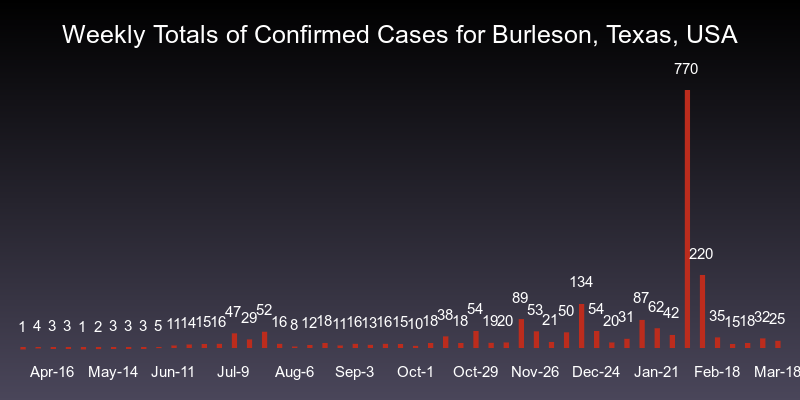 Weekly Totals of Confirmed Cases for Burleson, Texas, USA
770
220
134
89 87
47 52 54 53 50 54 62
29 38 42
1 4 3 3 1 2 3 3 3 5 11 14 15 16 16 8 12 18 11 16 13 16 15 10 18 18 19 20 21 20 31 35 15 18 32 25
Apr-16 May-14 Jun-11 Jul-9 Aug-6 Sep-3 Oct-1 Oct-29 Nov-26 Dec-24 Jan-21 Feb-18 Mar-18